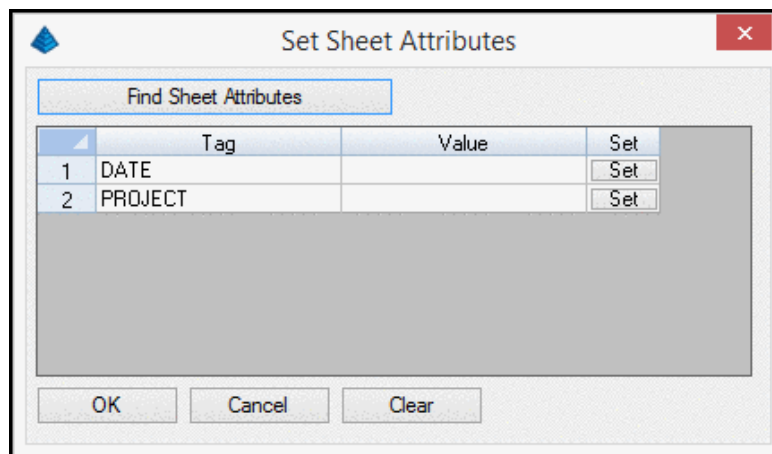 Set Sheet Attributes
Find Sheet Attributes
Tag Value Set
1 DATE Set
2 PROJECT Set
OK Cancel Clear